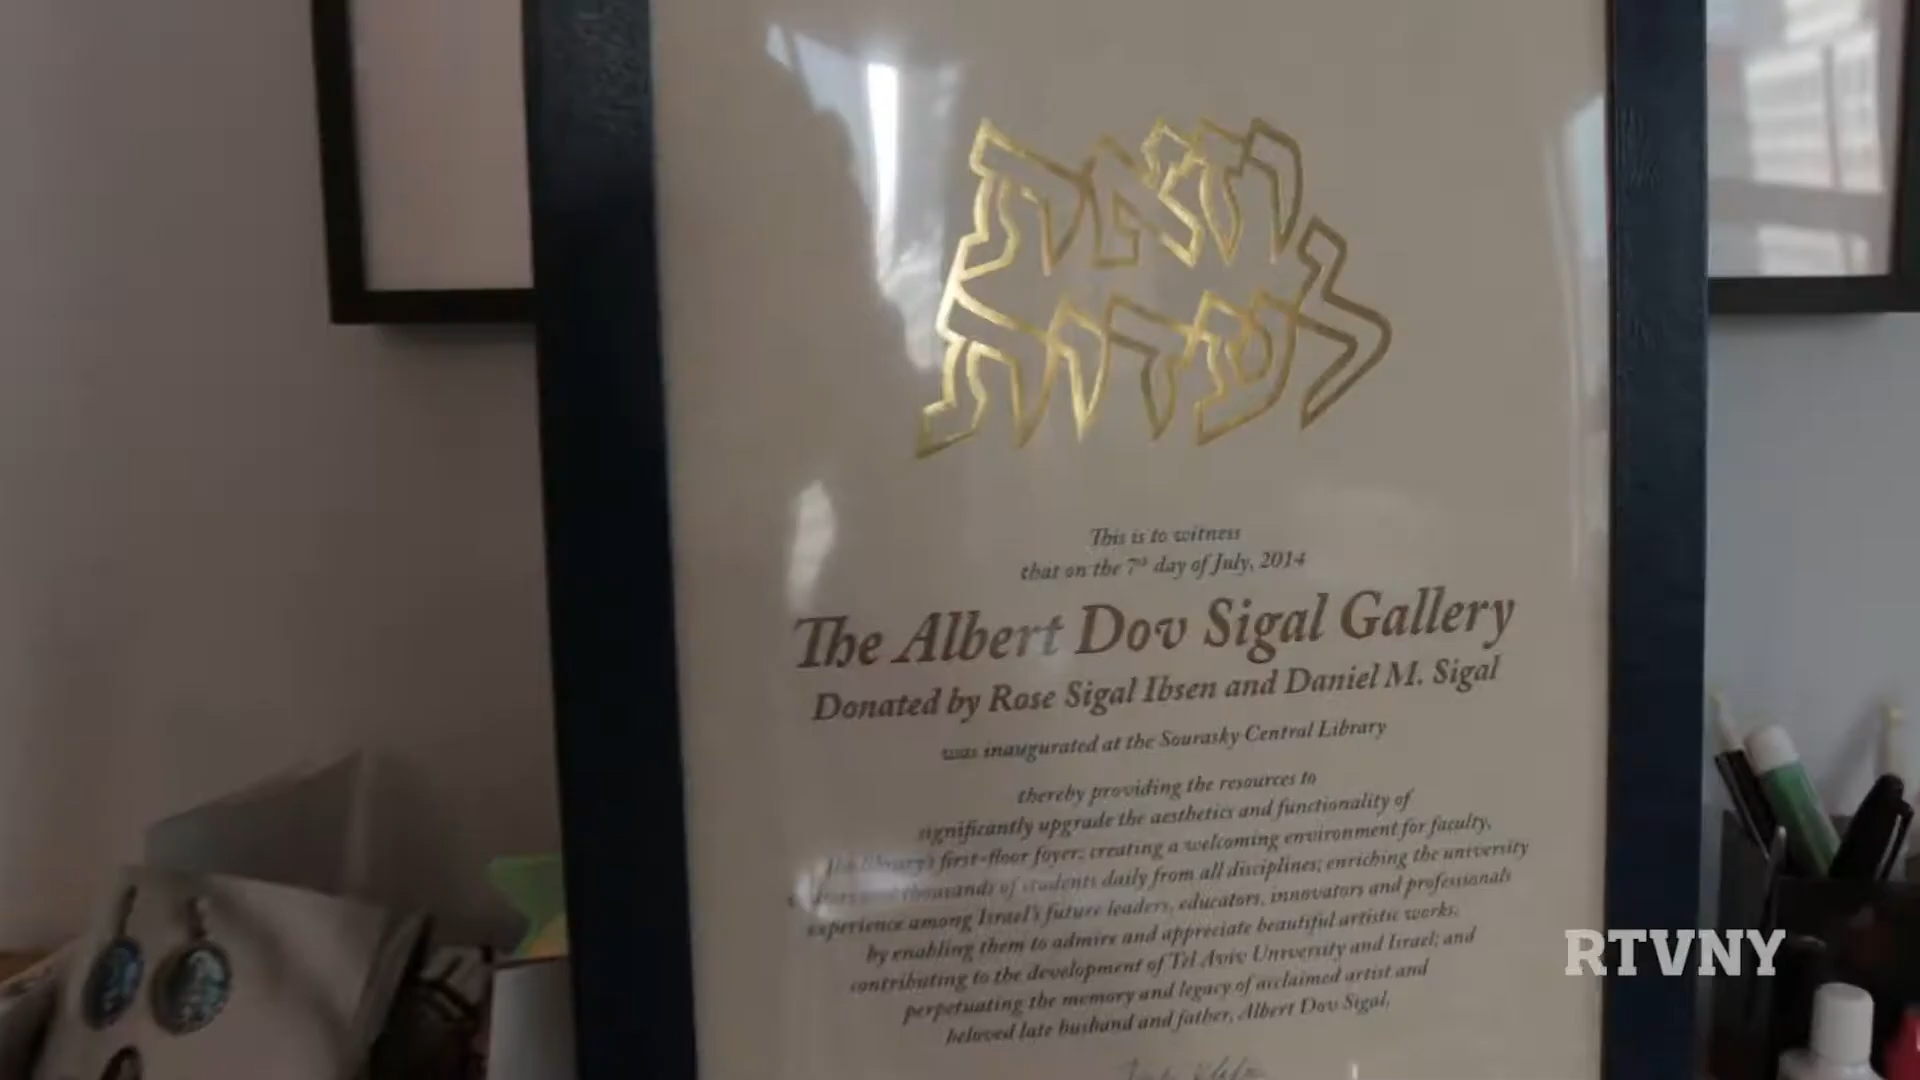 וזאת
לעדות
This is to witness
that on the 7th day of July, 2014
The Albert Dov Sigal Gallery
Donated by Rose Sigal Ibsen and Daniel M. Sigal
was inaugurated at the Sourasky Central Library
thereby providing the resources to
significantly upgrade the aesthetics and functionality of
the library's first-floor foyer; creating a welcoming environment for faculty,
thousands of students daily from all disciplines; enriching the university
experience among Israel's future leaders, educators, innovators and professionals
by enabling them to admire and appreciate beautiful artistic works;
contributing to the development of Tel Aviv University and Israel; and
perpetuating the memory and legacy of acclaimed artist and
beloved late husband and father, Albert Dov Sigal.
RTVNY